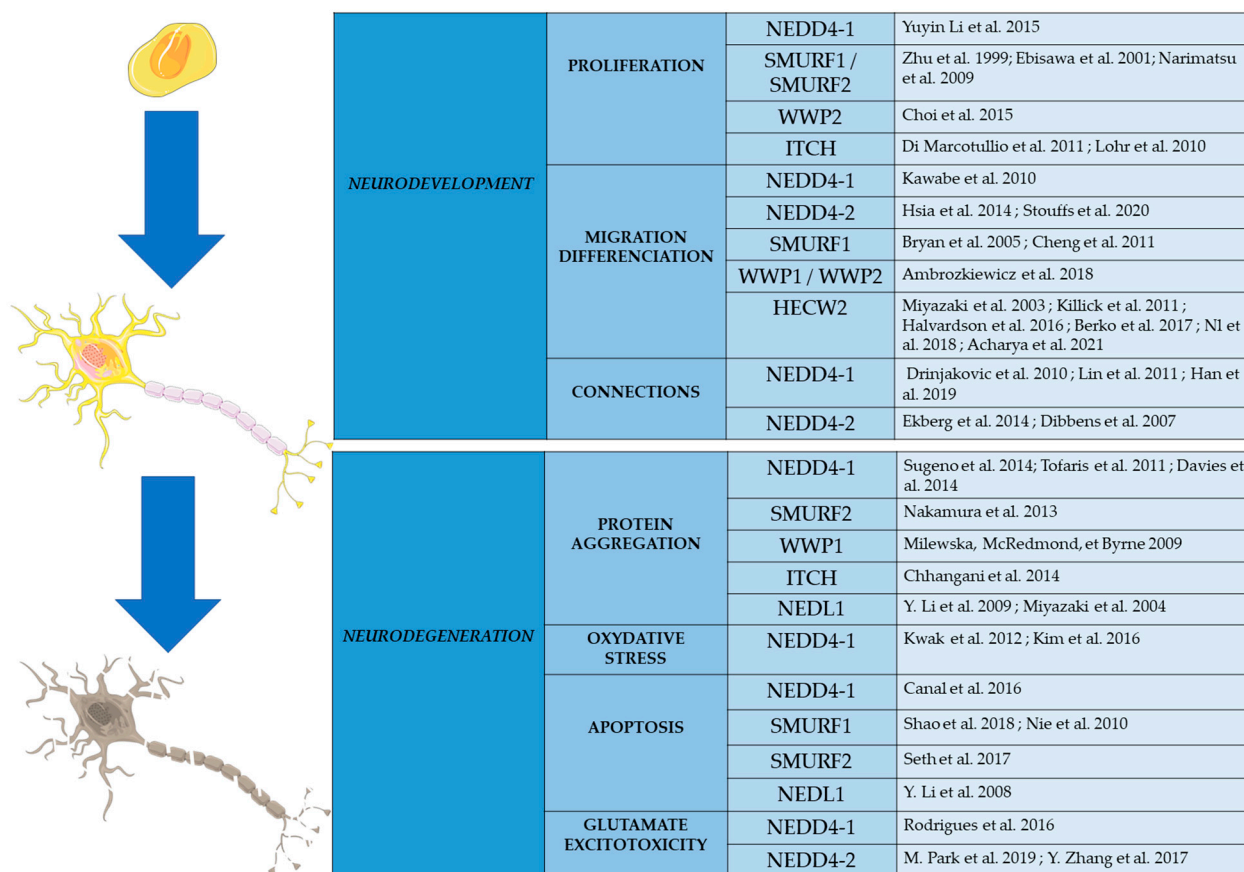 NEURODEVELOPMENT
PROLIFERATION
NEDD4-1
Yuyin Li et al. 2015
SMURF1 /
SMURF2
Zhu et al. 1999; Ebisawa et al. 2001; Narimatsu
et al. 2009
WWP2
Choi et al. 2015
ITCH
Di Marcotullio et al. 2011 ; Lohr et al. 2010
MIGRATION
DIFFERENCIATION
NEDD4-1
Kawabe et al. 2010
NEDD4-2
Hsia et al. 2014 ; Stouffs et al. 2020
SMURF1
Bryan et al. 2005 ; Cheng et al. 2011
WWP1 / WWP2
Ambrozkiewicz et al. 2018
HECW2
Miyazaki et al. 2003 ; Killick et al. 2011 ;
Halvardson et al. 2016 ; Berko et al. 2017 ; Nl et
al. 2018 ; Acharya et al. 2021
CONNECTIONS
NEDD4-1
Drinjakovic et al. 2010 ; Lin et al. 2011 ; Han et
al. 2019
NEDD4-2
Ekberg et al. 2014 ; Dibbens et al. 2007
NEURODEGENERATION
PROTEIN
AGGREGATION
NEDD4-1
Sugeno et al. 2014; Tofaris et al. 2011 ; Davies et
al. 2014
SMURF2
Nakamura et al. 2013
WWP1
Milewska, McRedmond, et Byrne 2009
ITCH
Chhangani et al. 2014
NEDL1
Y. Li et al. 2009 ; Miyazaki et al. 2004
OXYDATIVE
STRESS
NEDD4-1
Kwak et al. 2012 ; Kim et al. 2016
APOPTOSIS
NEDD4-1
Canal et al. 2016
SMURF1
Shao et al. 2018 ; Nie et al. 2010
SMURF2
Seth et al. 2017
NEDL1
Y. Li et al. 2008
GLUTAMATE
EXCITOTOXICITY
NEDD4-1
Rodrigues et al. 2016
NEDD4-2
M. Park et al. 2019 ; Y. Zhang et al. 2017